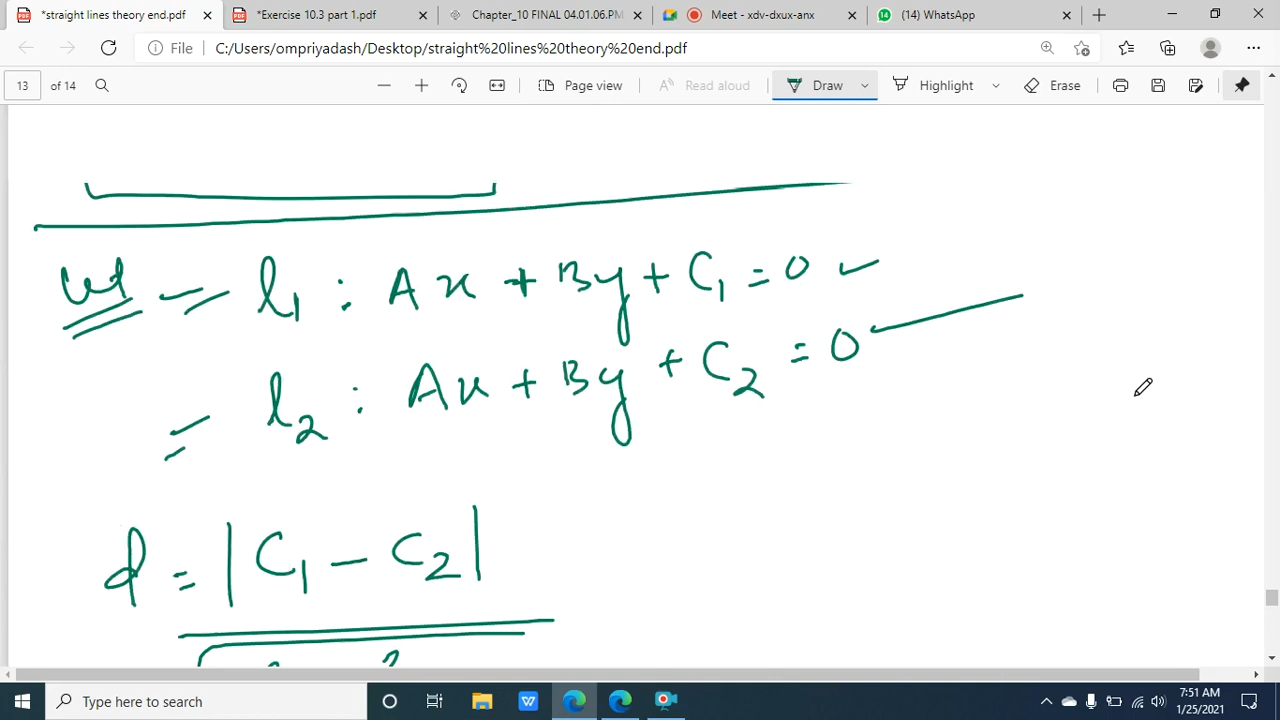 *straight lines theory end.pdf
*Exercise 10.3 part 1.pdf
Chapter_10 FINAL 04.01.06.PM
Meet - xdv-dxux-anx
(14) WhatsApp
File C:/Users/ompriyadash/Desktop/straight%20lines%20theory%20end.pdf
13 of 14 Page view Read aloud Draw Highlight Erase
Let l₁ : Ax + By + C₁ = 0
l₂ : Ax + By + C₂ = 0
d = |C₁ - C₂|
Type here to search
7:51 AM
1/25/2021